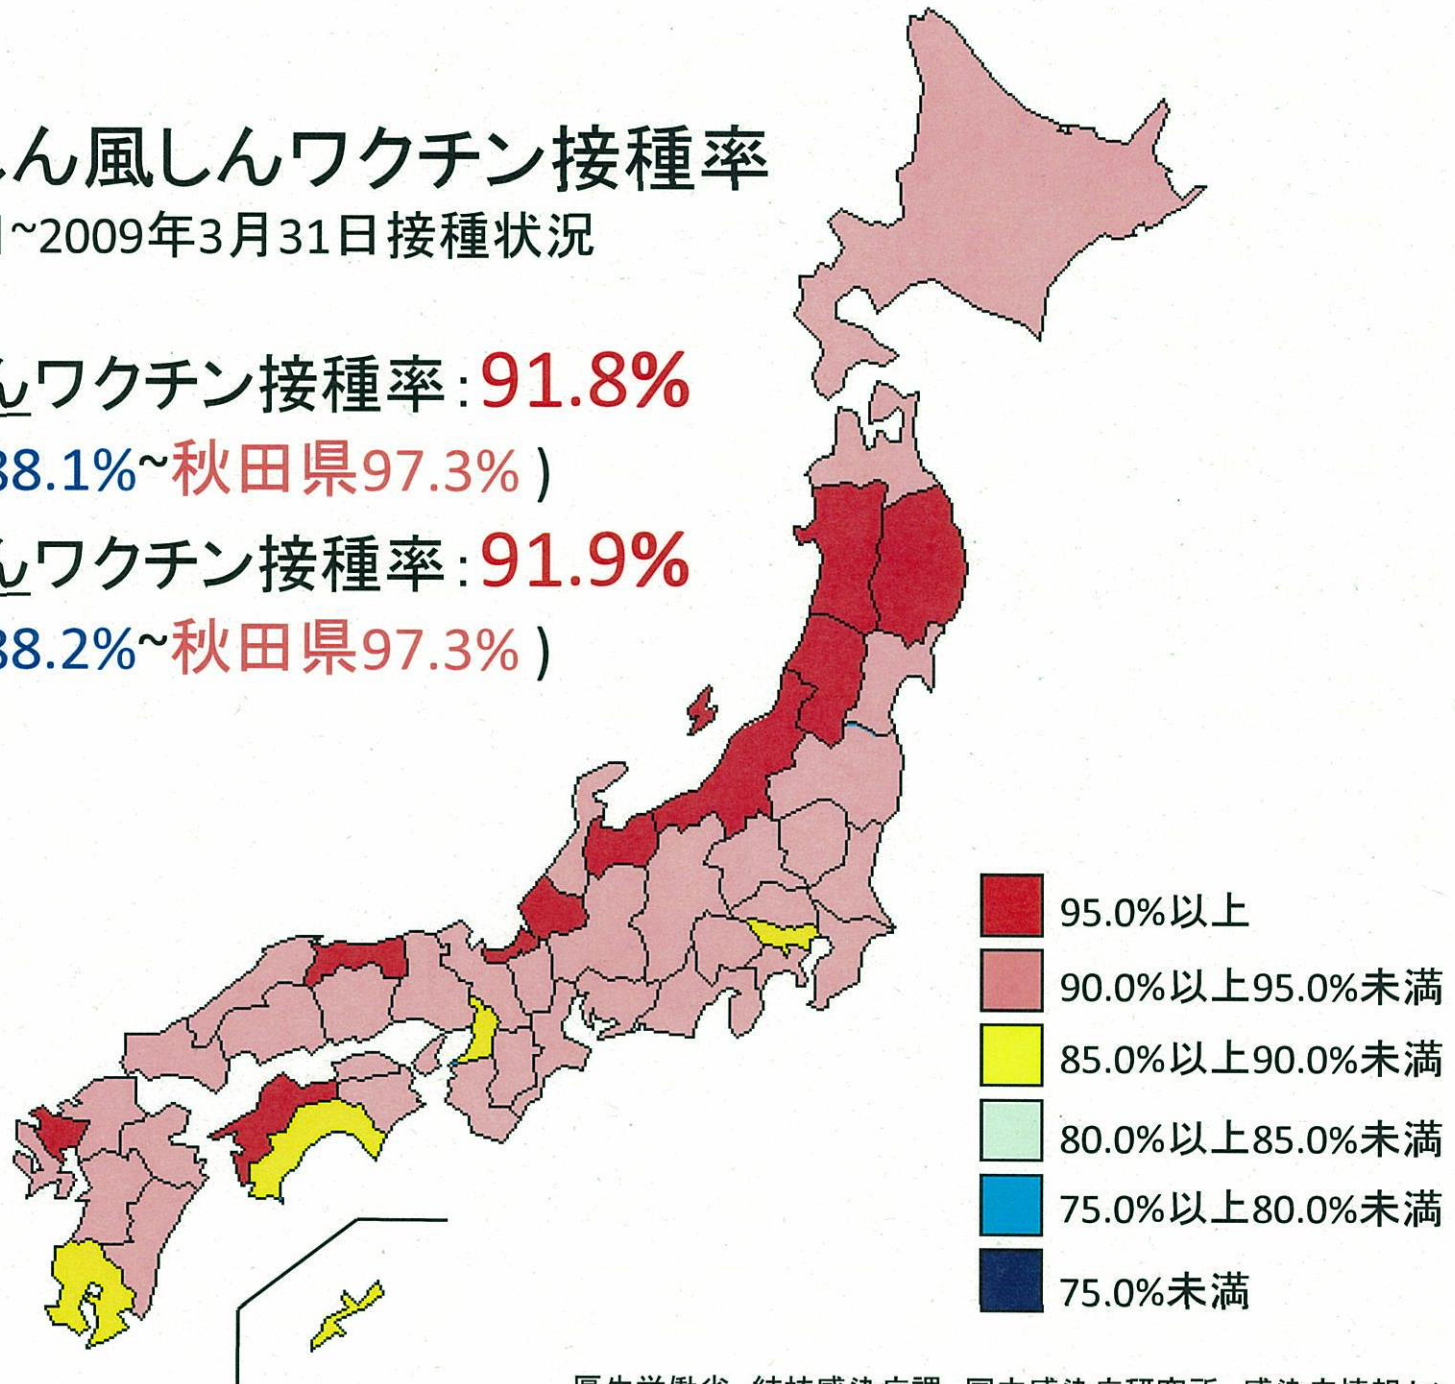 ん風しんワクチン接種率
~2009年3月31日接種状況
んワクチン接種率:91.8%
88.1%~秋田県97.3% )
んワクチン接種率:91.9%
88.2%~秋田県97.3% )
95.0%以上
90.0%以上95.0%未満
85.0%以上90.0%未満
80.0%以上85.0%未満
75.0%以上80.0%未満
75.0%未満